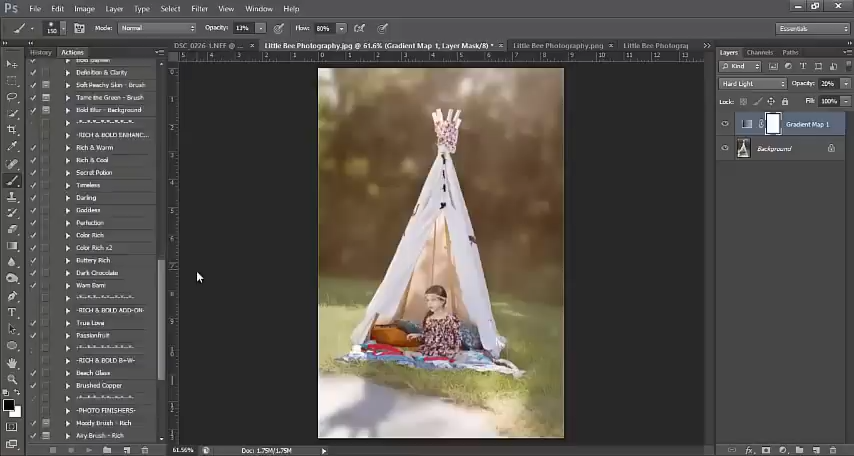 Ps File Edit Image Layer Type Select Filter View Window Help
150 Mode: Normal Opacity: 13% Flow: 80% Essentials
History Actions
DSC_0226 1.NEF @ ... × Little Bee Photography.jpg @ 61.6% (Gradient Map 1, Layer Mask/8) * × Little Bee Photography.png × Little Bee Photograp
Definition & Clarity
Soft Peachy Skin - Brush
Tame the Green - Brush
Bold Blur - Background
-*--*--*--*--*--*--*-
-RICH & BOLD ENHANC...
Rich & Warm
Rich & Cool
Secret Potion
Timeless
Darling
Goddess
Perfection
Color Rich
Color Rich x2
Buttery Rich
Dark Chocolate
Wam Bam!
-RICH & BOLD ADD-ON-
True Love
Passionfruit
-RICH & BOLD B+W-
Beach Glass
Brushed Copper
-PHOTO FINISHERS-
Moody Brush - Rich
Airy Brush - Rich
Layers Channels Paths
Kind
Hard Light Opacity: 20%
Lock: Fill: 100%
Gradient Map 1
Background
61.56% Doc: 1.75M/1.75M